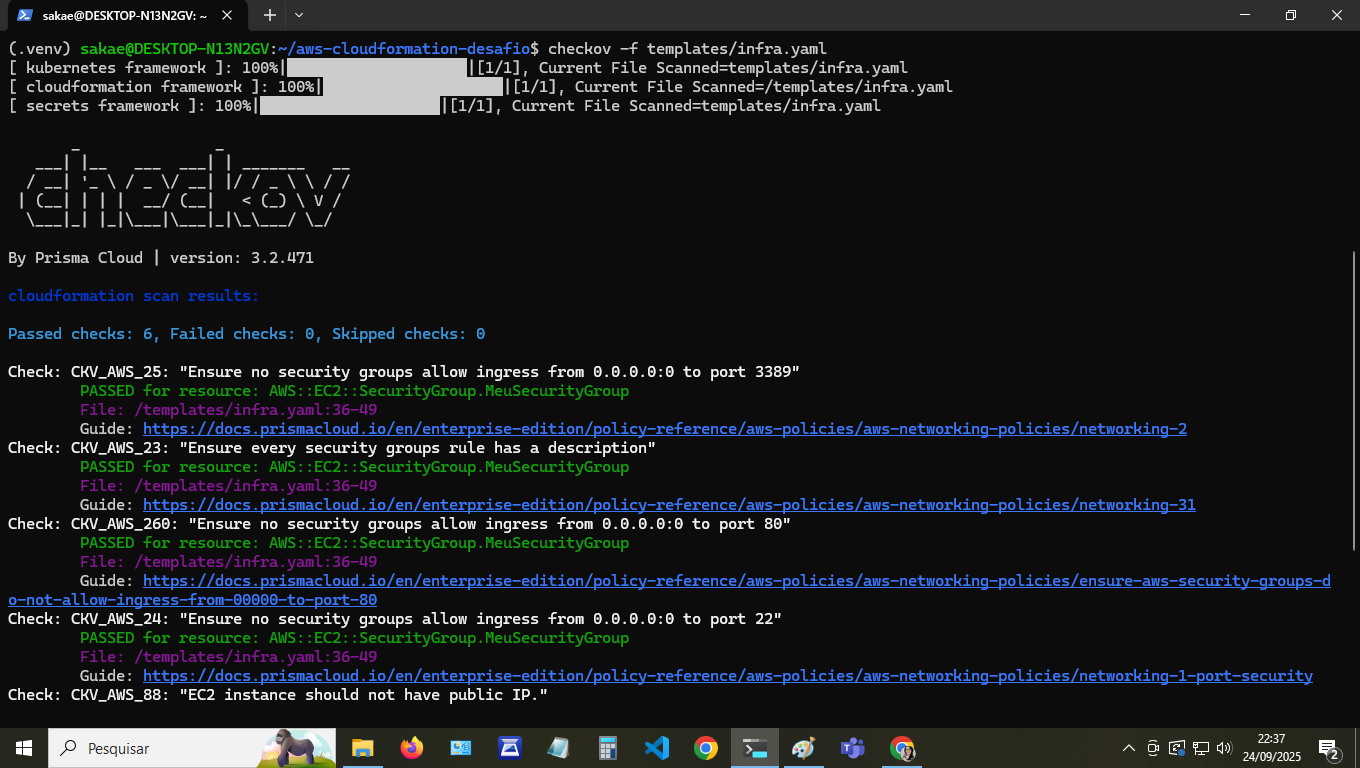 sakae@DESKTOP-N13N2GV: ~
(.venv) sakae@DESKTOP-N13N2GV:~/aws-cloudformation-desafio$ checkov -f templates/infra.yaml
[ kubernetes framework ]: 100%|████████████████████|[1/1], Current File Scanned=templates/infra.yaml
[ cloudformation framework ]: 100%|████████████████████|[1/1], Current File Scanned=/templates/infra.yaml
[ secrets framework ]: 100%|████████████████████|[1/1], Current File Scanned=templates/infra.yaml
checkov
By Prisma Cloud | version: 3.2.471
cloudformation scan results:
Passed checks: 6, Failed checks: 0, Skipped checks: 0
Check: CKV_AWS_25: "Ensure no security groups allow ingress from 0.0.0.0:0 to port 3389"
PASSED for resource: AWS::EC2::SecurityGroup.MeuSecurityGroup
File: /templates/infra.yaml:36-49
Guide: https://docs.prismacloud.io/en/enterprise-edition/policy-reference/aws-policies/aws-networking-policies/networking-2
Check: CKV_AWS_23: "Ensure every security groups rule has a description"
PASSED for resource: AWS::EC2::SecurityGroup.MeuSecurityGroup
File: /templates/infra.yaml:36-49
Guide: https://docs.prismacloud.io/en/enterprise-edition/policy-reference/aws-policies/aws-networking-policies/networking-31
Check: CKV_AWS_260: "Ensure no security groups allow ingress from 0.0.0.0:0 to port 80"
PASSED for resource: AWS::EC2::SecurityGroup.MeuSecurityGroup
File: /templates/infra.yaml:36-49
Guide: https://docs.prismacloud.io/en/enterprise-edition/policy-reference/aws-policies/aws-networking-policies/ensure-aws-security-groups-d
o-not-allow-ingress-from-00000-to-port-80
Check: CKV_AWS_24: "Ensure no security groups allow ingress from 0.0.0.0:0 to port 22"
PASSED for resource: AWS::EC2::SecurityGroup.MeuSecurityGroup
File: /templates/infra.yaml:36-49
Guide: https://docs.prismacloud.io/en/enterprise-edition/policy-reference/aws-policies/aws-networking-policies/networking-1-port-security
Check: CKV_AWS_88: "EC2 instance should not have public IP."
Pesquisar
22:37
24/09/2025
2